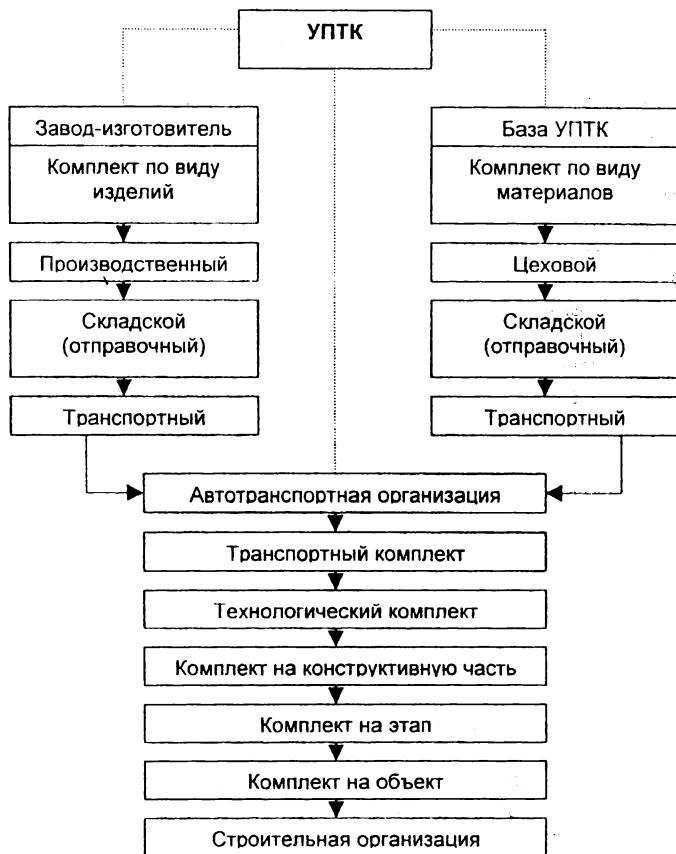 УПТК
Завод-изготовитель
Комплект по виду
изделий
Производственный
Складской
(отправочный)
Транспортный
База УПТК
Комплект по виду
материалов
Цеховой
Складской
(отправочный)
Транспортный
Автотранспортная организация
Транспортный комплект
Технологический комплект
Комплект на конструктивную часть
Комплект на этап
Комплект на объект
Строительная организация